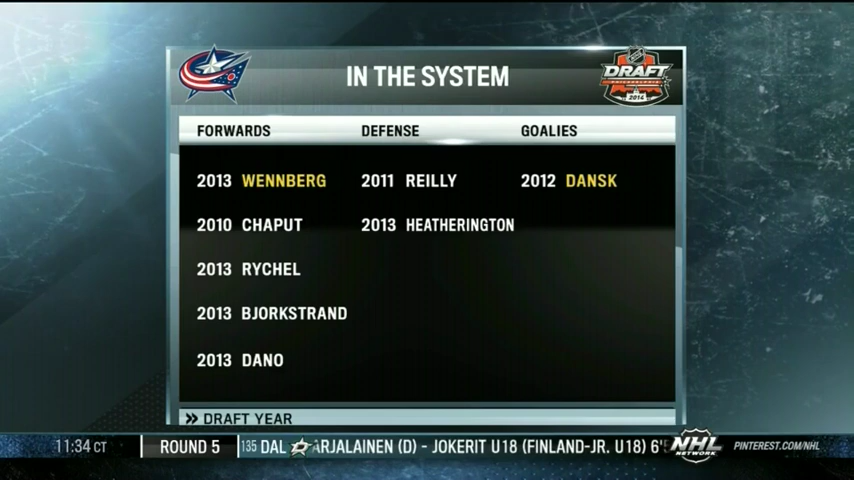 IN THE SYSTEM
DRAFT
PHILADELPHIA
2014
FORWARDS DEFENSE GOALIES
2013 WENNBERG 2011 REILLY 2012 DANSK
2010 CHAPUT 2013 HEATHERINGTON
2013 RYCHEL
2013 BJORKSTRAND
2013 DANO
DRAFT YEAR
11:34 CT ROUND 5 135 DAL ARJALAINEN (D) - JOKERIT U18 (FINLAND-JR. U18) 6' NHL NETWORK PINTEREST.COM/NHL